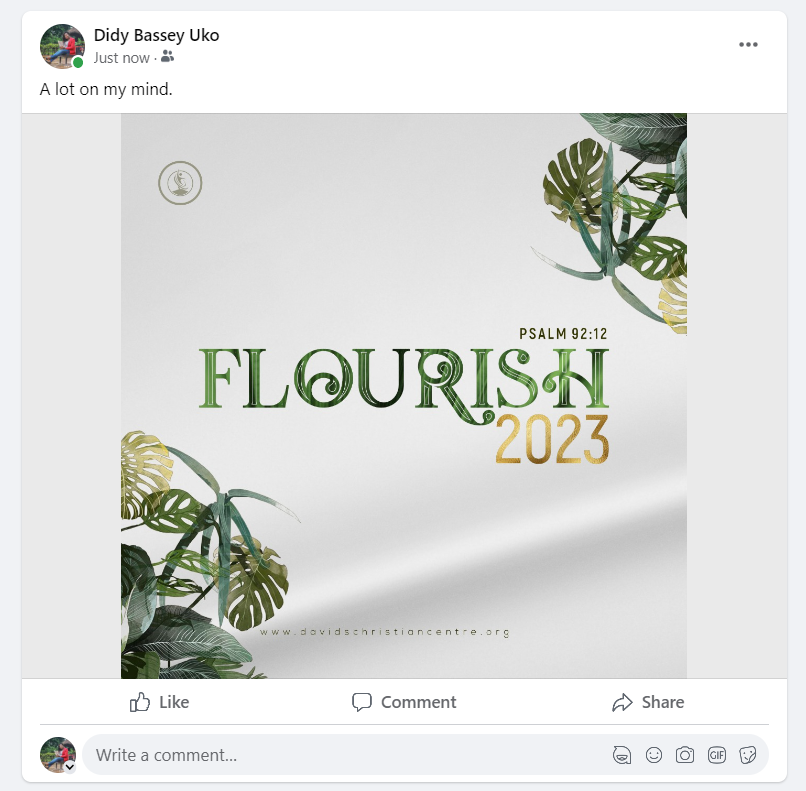 Didy Bassey Uko
Just now ·
A lot on my mind.
PSALM 92:12
FLOURISH
2023
www.davidschristiancentre.org
Like Comment Share
Write a comment...
GIF